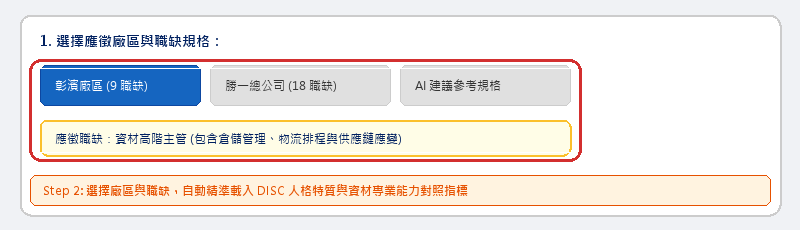 1. 選擇應徵廠區與職缺規格：
彰濱廠區 (9 職缺)
勝一總公司 (18 職缺)
AI 建議參考規格
應徵職缺：資材高階主管 (包含倉儲管理、物流排程與供應鏈應變)
Step 2: 選擇廠區與職缺，自動精準載入 DISC 人格特質與資材專業能力對照指標